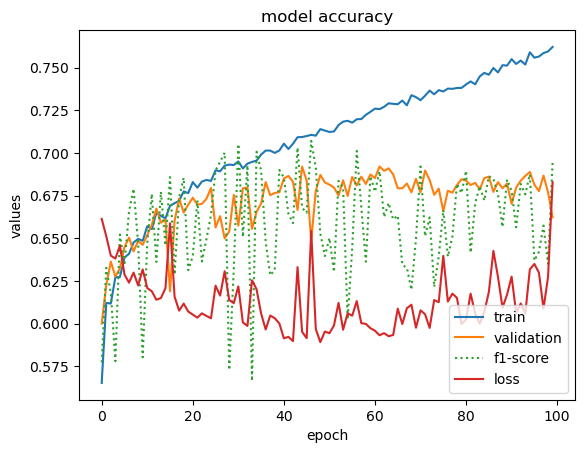 model accuracy
values
0.750
0.725
0.700
0.675
0.650
0.625
0.600
0.575
0
20
40
60
80
100
epoch
train
validation
f1-score
loss